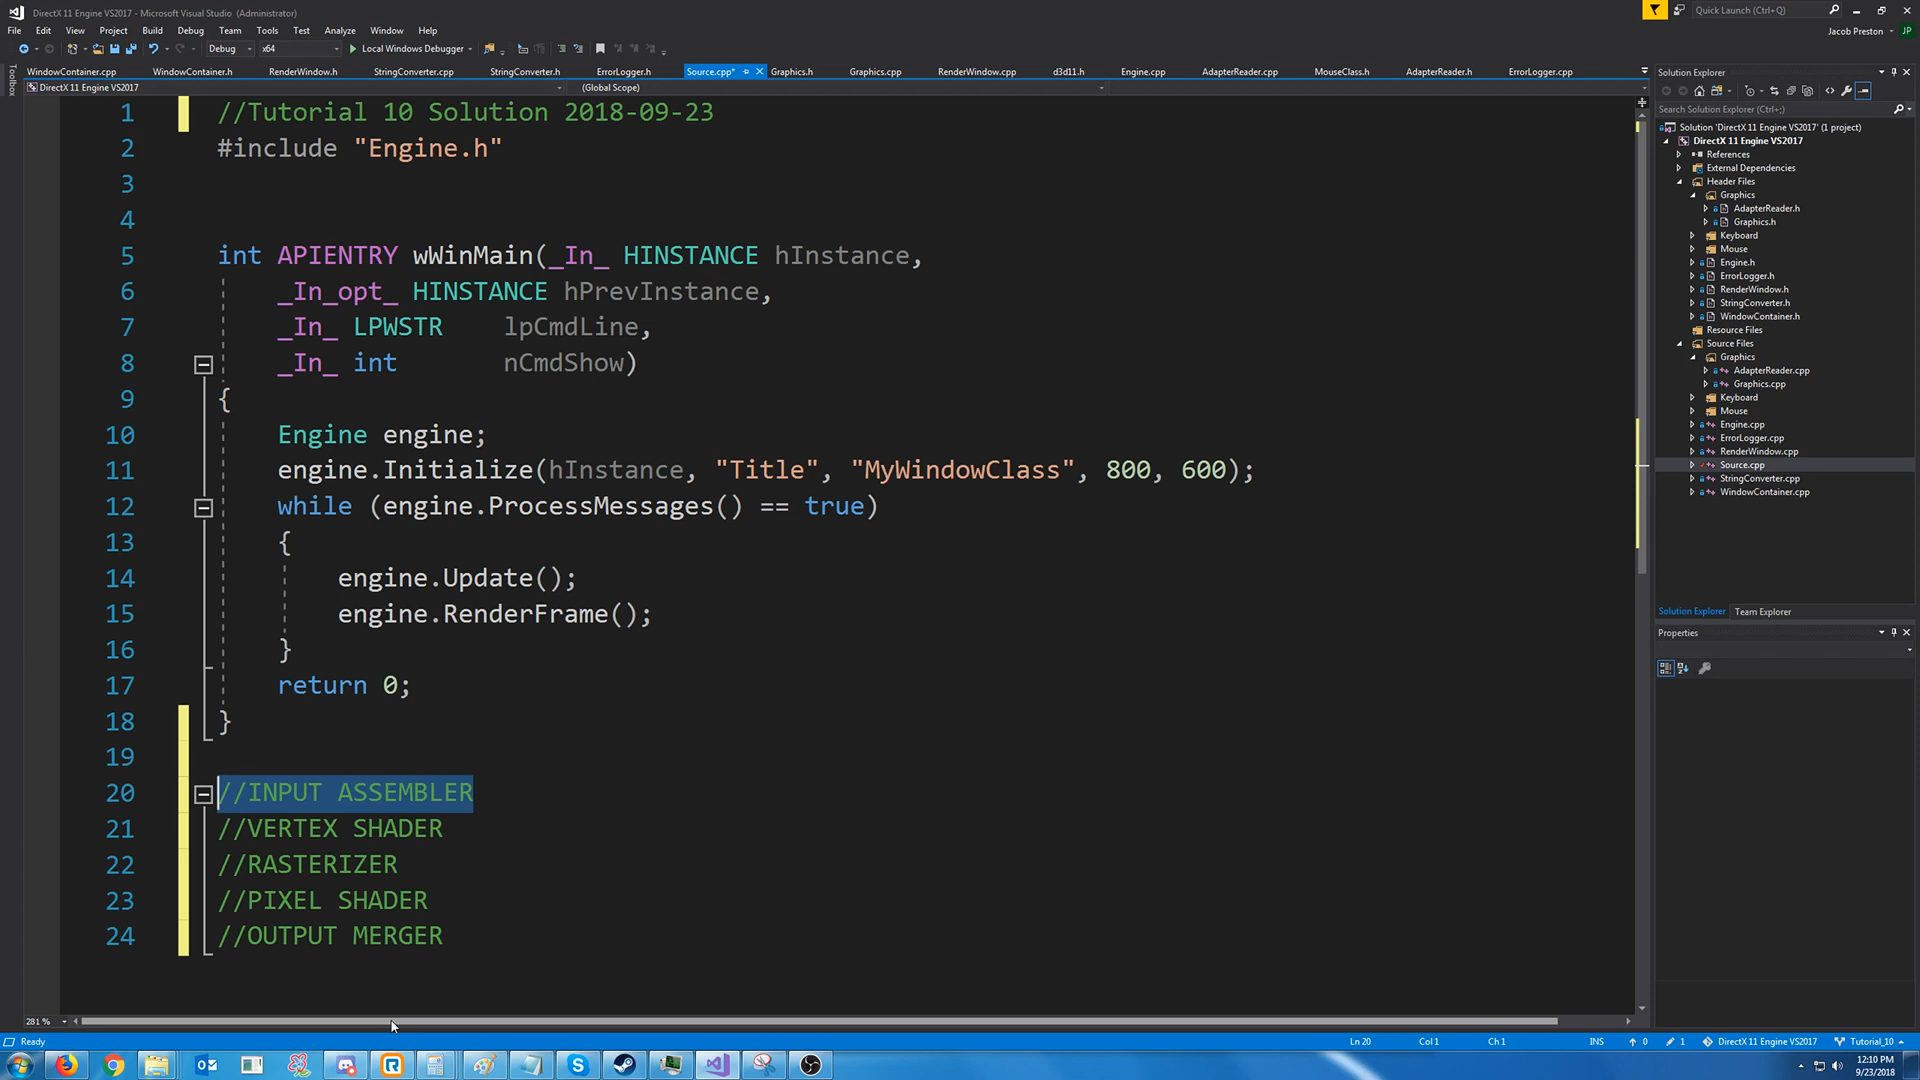 DirectX 11 Engine VS2017 - Microsoft Visual Studio (Administrator)
Quick Launch (Ctrl+Q)
File Edit View Project Build Debug Team Tools Test Analyze Window Help
Jacob Preston JP
Debug x64 Local Windows Debugger
Toolbox
WindowContainer.cpp WindowContainer.h RenderWindow.h StringConverter.cpp StringConverter.h ErrorLogger.h Source.cpp* Graphics.h Graphics.cpp RenderWindow.cpp d3d11.h Engine.cpp AdapterReader.cpp MouseClass.h AdapterReader.h ErrorLogger.cpp
DirectX 11 Engine VS2017 (Global Scope)
1 //Tutorial 10 Solution 2018-09-23
2 #include "Engine.h"
3
4
5 int APIENTRY wWinMain(_In_ HINSTANCE hInstance,
6 _In_opt_ HINSTANCE hPrevInstance,
7 _In_ LPWSTR lpCmdLine,
8 _In_ int nCmdShow)
9 {
10 Engine engine;
11 engine.Initialize(hInstance, "Title", "MyWindowClass", 800, 600);
12 while (engine.ProcessMessages() == true)
13 {
14 engine.Update();
15 engine.RenderFrame();
16 }
17 return 0;
18 }
19
20 //INPUT ASSEMBLER
21 //VERTEX SHADER
22 //RASTERIZER
23 //PIXEL SHADER
24 //OUTPUT MERGER
281 %
Solution Explorer
Search Solution Explorer (Ctrl+;)
Solution 'DirectX 11 Engine VS2017' (1 project)
DirectX 11 Engine VS2017
References
External Dependencies
Header Files
Graphics
AdapterReader.h
Graphics.h
Keyboard
Mouse
Engine.h
ErrorLogger.h
RenderWindow.h
StringConverter.h
WindowContainer.h
Resource Files
Source Files
Graphics
AdapterReader.cpp
Graphics.cpp
Keyboard
Mouse
Engine.cpp
ErrorLogger.cpp
RenderWindow.cpp
Source.cpp
StringConverter.cpp
WindowContainer.cpp
Solution Explorer Team Explorer
Properties
Ready Ln 20 Col 1 Ch 1 INS 0 1 DirectX 11 Engine VS2017 Tutorial_10
12:10 PM
9/23/2018